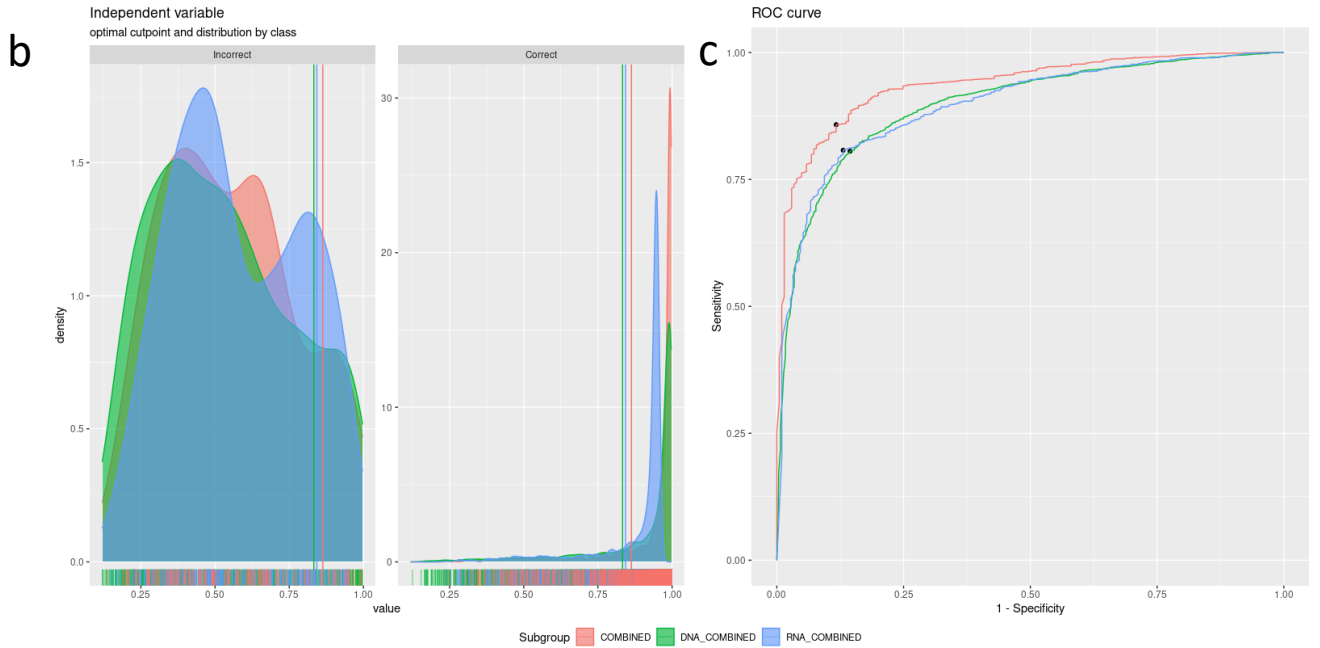 b
Independent variable
optimal cutpoint and distribution by class
Incorrect
Correct
density
1.5
1.0
0.5
0.0
30
20
10
0
0.25 0.50 0.75 1.00
0.25 0.50 0.75 1.00
value
c
ROC curve
Sensitivity
1.00
0.75
0.50
0.25
0.00
0.00 0.25 0.50 0.75 1.00
1 - Specificity
Subgroup COMBINED DNA_COMBINED RNA_COMBINED